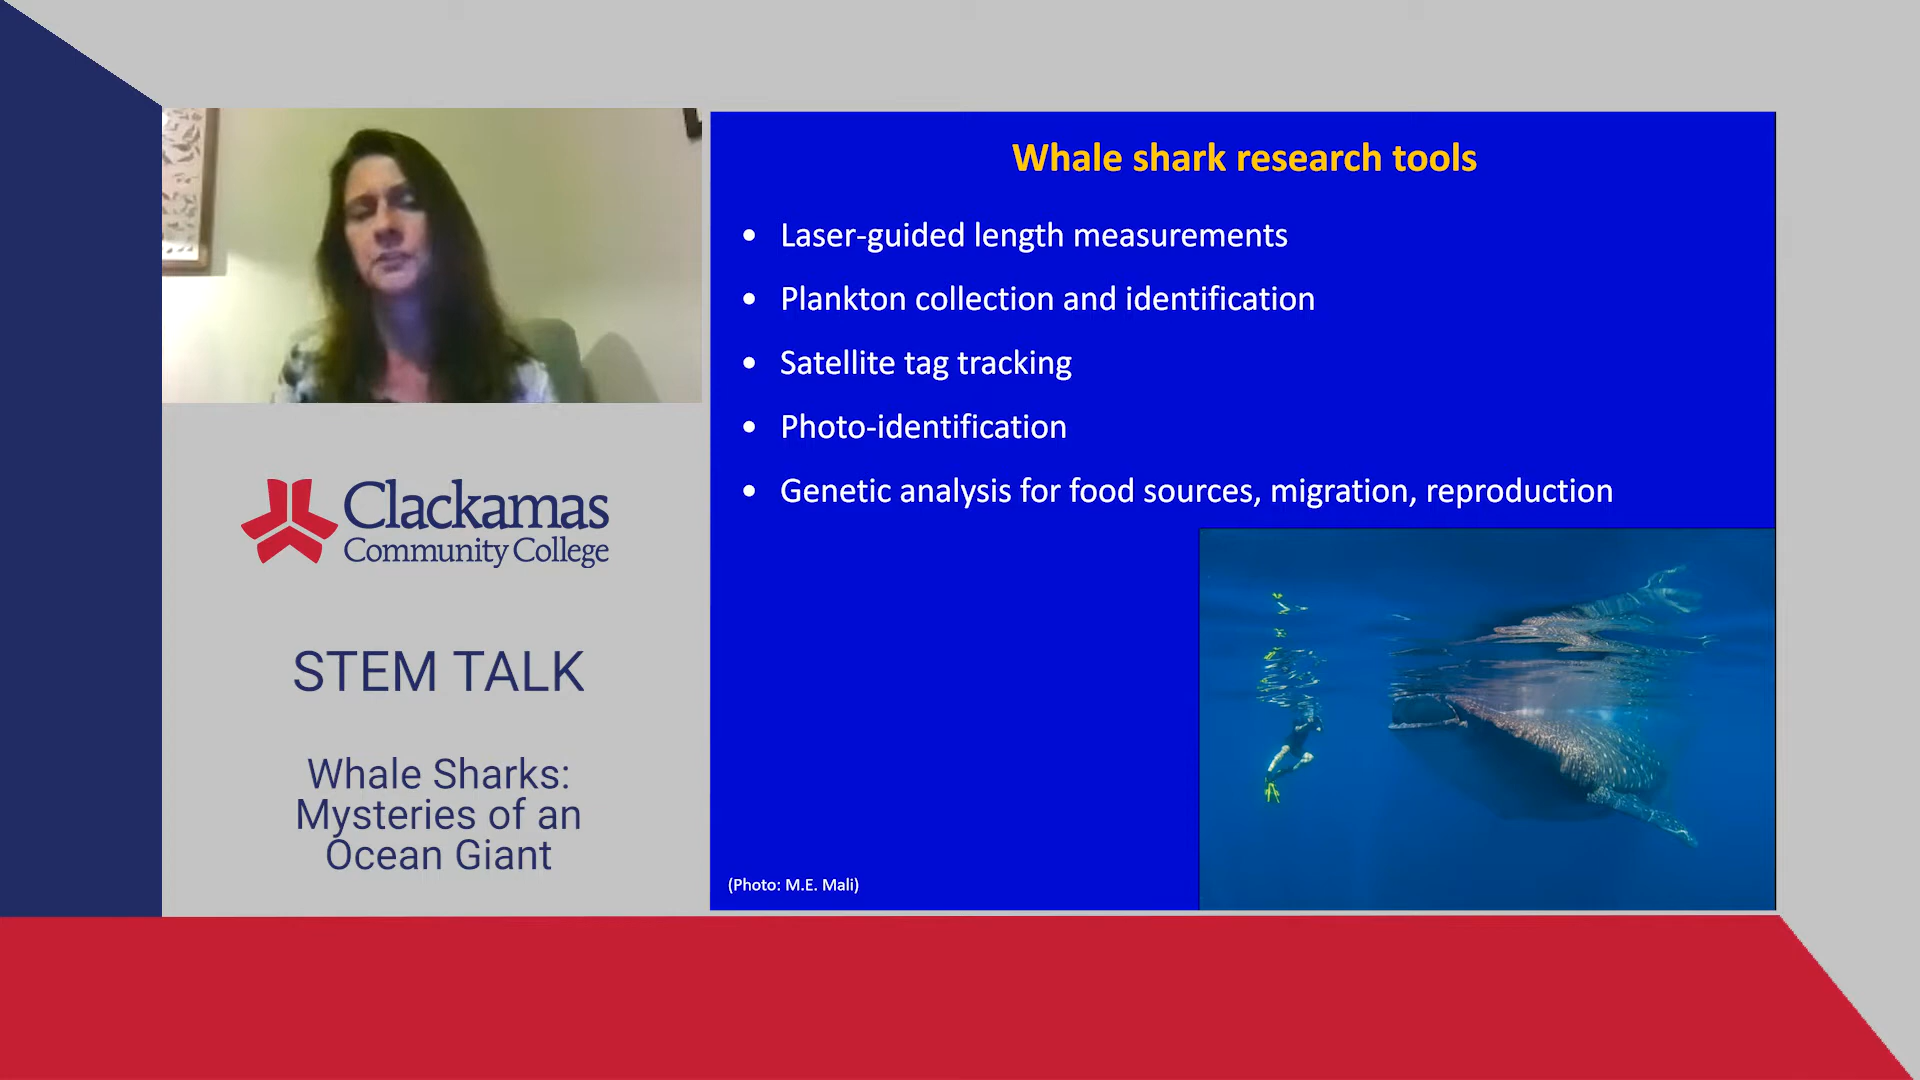 Clackamas
Community College
STEM TALK
Whale Sharks:
Mysteries of an
Ocean Giant
Whale shark research tools
• Laser-guided length measurements
• Plankton collection and identification
• Satellite tag tracking
• Photo-identification
• Genetic analysis for food sources, migration, reproduction
(Photo: M.E. Mali)